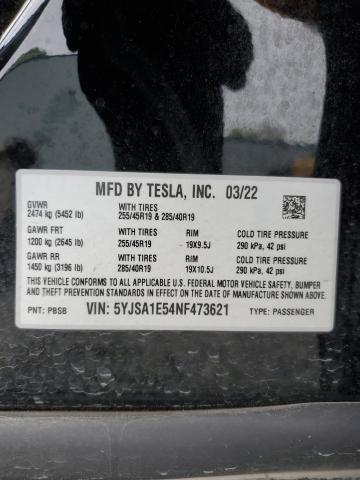 MFD BY TESLA, INC. 03/22
GVWR
2474 kg (5452 lb)
WITH TIRES
255/45R19 & 285/40R19
GAWR FRT
1200 kg (2645 lb)
WITH TIRES
255/45R19
RIM
19X9.5J
COLD TIRE PRESSURE
290 kPa, 42 psi
GAWR RR
1450 kg (3196 lb)
WITH TIRES
285/40R19
RIM
19X10.5J
COLD TIRE PRESSURE
290 kPa, 42 psi
THIS VEHICLE CONFORMS TO ALL APPLICABLE U.S. FEDERAL MOTOR VEHICLE SAFETY, BUMPER
AND THEFT PREVENTION STANDARDS IN EFFECT ON THE DATE OF MANUFACTURE SHOWN ABOVE.
PNT: PBSB
VIN: 5YJSA1E54NF473621
TYPE: PASSENGER